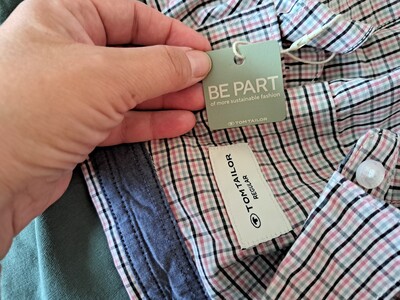 BE PART
of more sustainable fashion
TOM TAILOR
TOM TAILOR
REGULAR